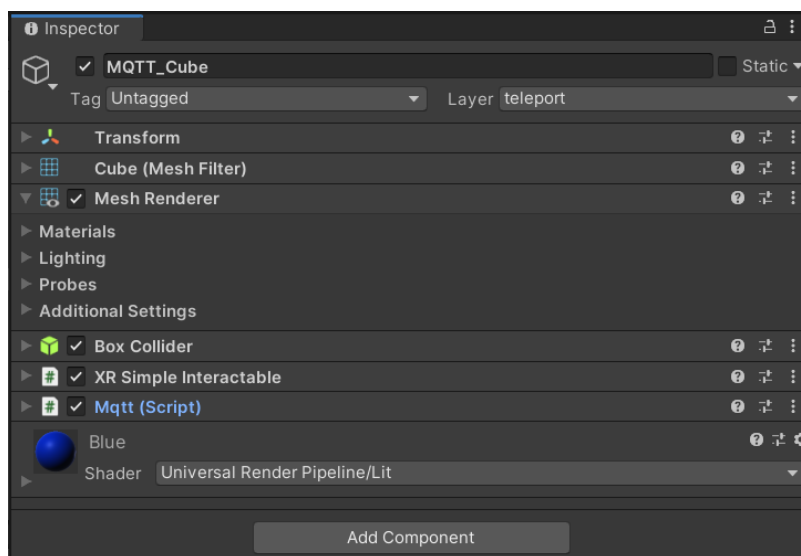 Inspector
MQTT_Cube
Static
Tag Untagged Layer teleport
Transform
Cube (Mesh Filter)
Mesh Renderer
Materials
Lighting
Probes
Additional Settings
Box Collider
# XR Simple Interactable
# Mqtt (Script)
Blue
Shader Universal Render Pipeline/Lit
Add Component